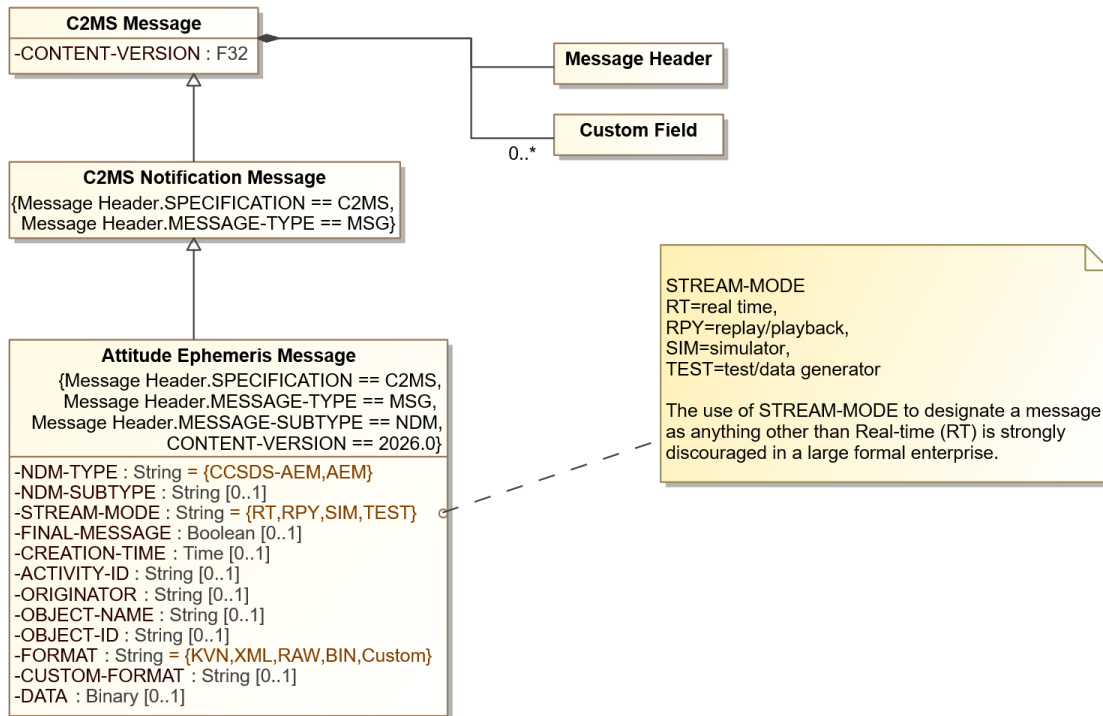 C2MS Message
-CONTENT-VERSION : F32
Message Header
Custom Field
0..*
C2MS Notification Message
{Message Header.SPECIFICATION == C2MS,
Message Header.MESSAGE-TYPE == MSG}
Attitude Ephemeris Message
{Message Header.SPECIFICATION == C2MS,
Message Header.MESSAGE-TYPE == MSG,
Message Header.MESSAGE-SUBTYPE == NDM,
CONTENT-VERSION == 2026.0}
-NDM-TYPE : String = {CCSDS-AEM,AEM}
-NDM-SUBTYPE : String [0..1]
-STREAM-MODE : String = {RT,RPY,SIM,TEST}
-FINAL-MESSAGE : Boolean [0..1]
-CREATION-TIME : Time [0..1]
-ACTIVITY-ID : String [0..1]
-ORIGINATOR : String [0..1]
-OBJECT-NAME : String [0..1]
-OBJECT-ID : String [0..1]
-FORMAT : String = {KVN,XML,RAW,BIN,Custom}
-CUSTOM-FORMAT : String [0..1]
-DATA : Binary [0..1]
STREAM-MODE
RT=real time,
RPY=replay/playback,
SIM=simulator,
TEST=test/data generator
The use of STREAM-MODE to designate a message
as anything other than Real-time (RT) is strongly
discouraged in a large formal enterprise.